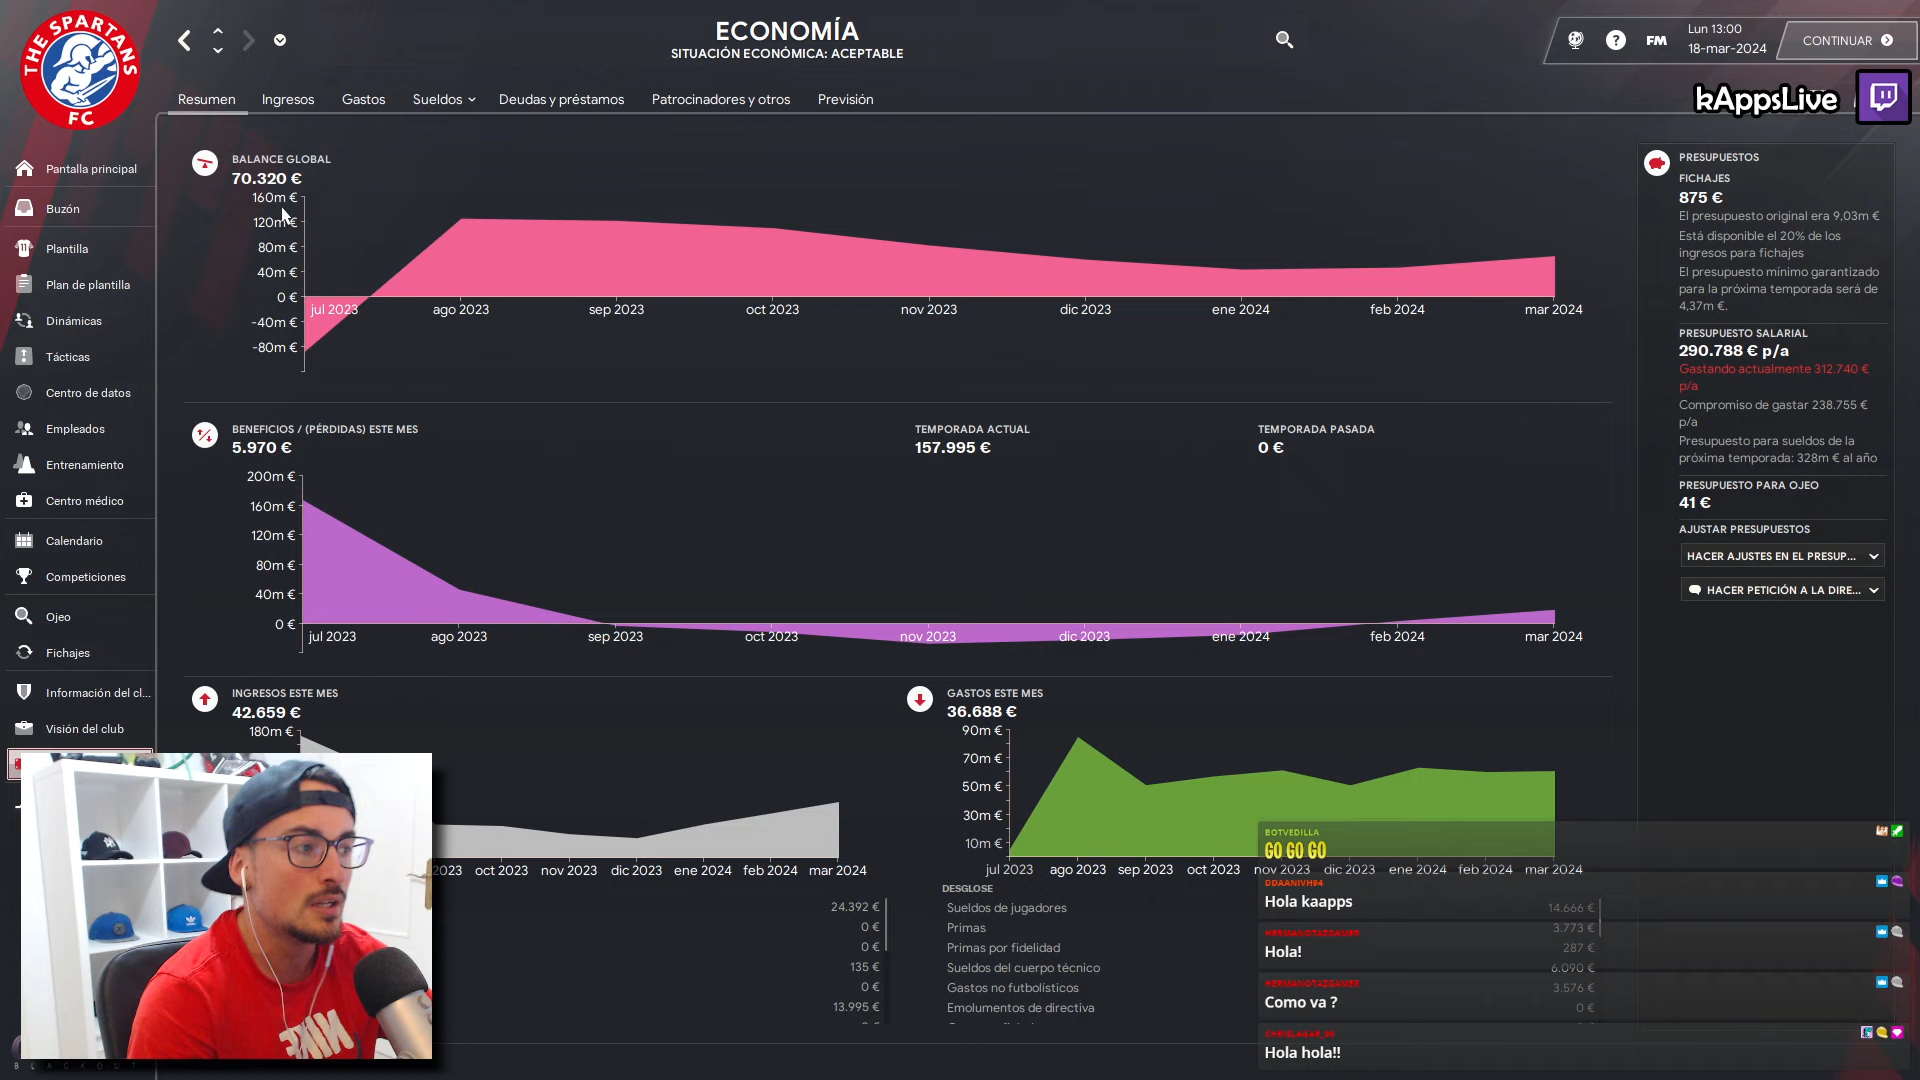 THE SPARTANS
FC
ECONOMÍA
SITUACIÓN ECONÓMICA: ACEPTABLE
?
FM
Lun 13:00
18-mar-2024
CONTINUAR
kAppsLive
Resumen
Ingresos
Gastos
Sueldos
Deudas y préstamos
Patrocinadores y otros
Previsión
Pantalla principal
Buzón
Plantilla
Plan de plantilla
Dinámicas
Tácticas
Centro de datos
Empleados
Entrenamiento
Centro médico
Calendario
Competiciones
Ojeo
Fichajes
Información del cl...
Visión del club
BALANCE GLOBAL
70.320 €
160m €
120m €
80m €
40m €
0 €
-40m €
-80m €
jul 2023
ago 2023
sep 2023
oct 2023
nov 2023
dic 2023
ene 2024
feb 2024
mar 2024
BENEFICIOS / (PÉRDIDAS) ESTE MES
5.970 €
TEMPORADA ACTUAL
157.995 €
TEMPORADA PASADA
0 €
200m €
160m €
120m €
80m €
40m €
0 €
jul 2023
ago 2023
sep 2023
oct 2023
nov 2023
dic 2023
ene 2024
feb 2024
mar 2024
INGRESOS ESTE MES
42.659 €
180m €
2023
oct 2023
nov 2023
dic 2023
ene 2024
feb 2024
mar 2024
24.392 €
0 €
0 €
135 €
0 €
13.995 €
GASTOS ESTE MES
36.688 €
90m €
70m €
50m €
30m €
10m €
jul 2023
ago 2023
sep 2023
oct 2023
nov 2023
dic 2023
ene 2024
feb 2024
mar 2024
DESGLOSE
Sueldos de jugadores
14.666 €
Primas
3.773 €
Primas por fidelidad
287 €
Sueldos del cuerpo técnico
6.090 €
Gastos no futbolísticos
3.576 €
Emolumentos de directiva
0 €
PRESUPUESTOS
FICHAJES
875 €
El presupuesto original era 9,03m €
Está disponible el 20% de los
ingresos para fichajes
El presupuesto mínimo garantizado
para la próxima temporada será de
4,37m €.
PRESUPUESTO SALARIAL
290.788 € p/a
Gastando actualmente 312.740 €
p/a
Compromiso de gastar 238.755 €
p/a
Presupuesto para sueldos de la
próxima temporada: 328m € al año
PRESUPUESTO PARA OJEO
41 €
AJUSTAR PRESUPUESTOS
HACER AJUSTES EN EL PRESUP...
HACER PETICIÓN A LA DIRE...
BOTVEDILLA
GO GO GO
DDAANIVH94
Hola kaapps
Hola!
Como va ?
Hola hola!!
NIKE